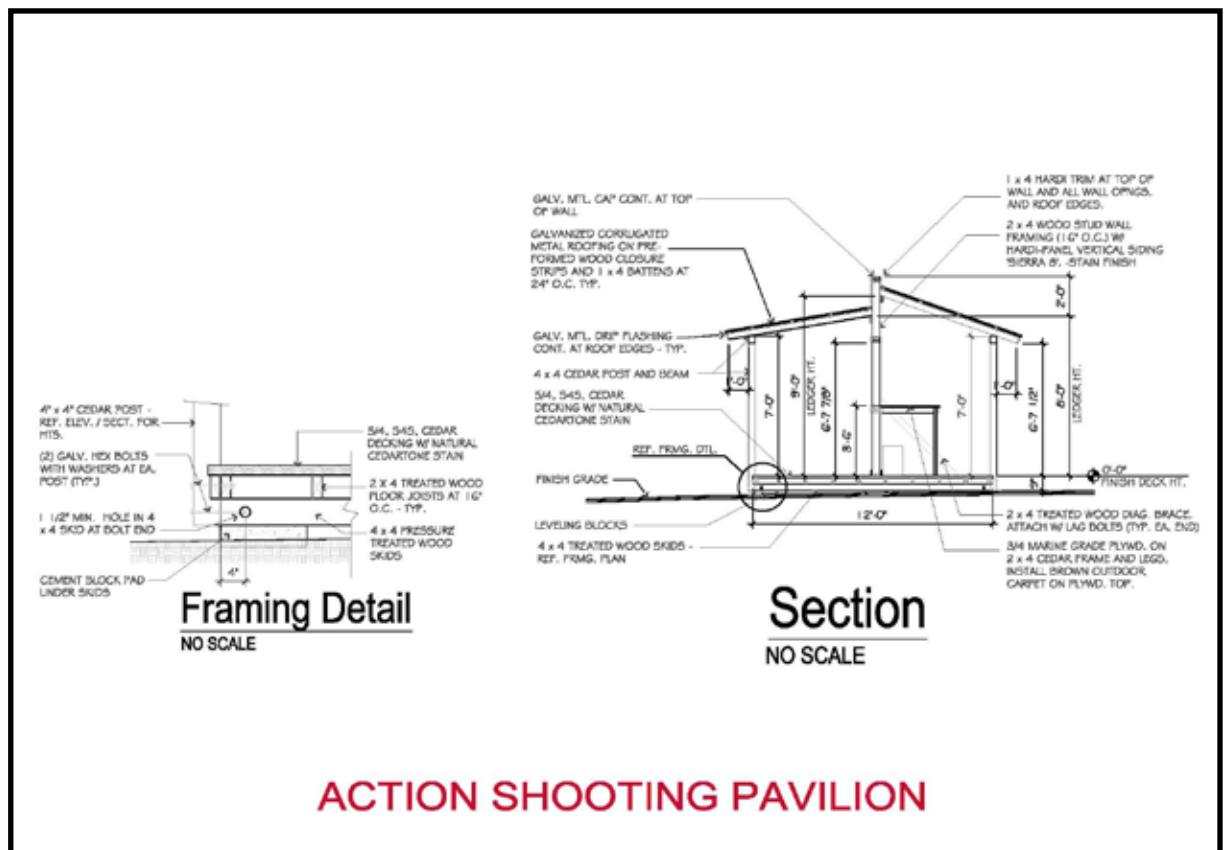 GALV. MTL. CAP CONT. AT TOP
OF WALL
GALVANIZED CORRUGATED
METAL ROOFING ON PRE-
FORMED WOOD CLOSURE
STRIPS AND 1 x 4 BATTENS AT
24" O.C. TYP.
GALV. MTL. DRIP FLASHING
CONT. AT ROOF EDGES - TYP.
4 x 4 CEDAR POST AND BEAM
5/4, S4S, CEDAR
DECKING W/ NATURAL
CEDARTONE STAIN
REF. FRMG. DTL.
FINISH GRADE
LEVELING BLOCKS
4 x 4 TREATED WOOD SKIDS -
REF. FRMG. PLAN
1 x 4 HARDI TRIM AT TOP OF
WALL AND ALL WALL OPNGS.
AND ROOF EDGES.
2 x 4 WOOD STUD WALL
FRAMING (16" O.C.) W/
HARDI-PANEL VERTICAL SIDING
'SIERRA 8'. -STAIN FINISH
2'-0"
7'-0"
9'-0"
LEDGER HT.
6'-7 7/8"
3'-6"
7'-0"
6'-7 1/2"
8'-0"
LEDGER HT.
0'-0"
FINISH DECK HT.
12'-0"
2 x 4 TREATED WOOD DIAG. BRACE.
ATTACH W/ LAG BOLTS (TYP. EA. END)
3/4 MARINE GRADE PLYWD. ON
2 x 4 CEDAR FRAME AND LEGS.
INSTALL BROWN OUTDOOR
CARPET ON PLYWD. TOP.
Section
NO SCALE
4" x 4" CEDAR POST -
REF. ELEV. / SECT. FOR
HTS.
(2) GALV. HEX BOLTS
WITH WASHERS AT EA.
POST (TYP.)
1 1/2" MIN. HOLE IN 4
x 4 SKID AT BOLT END
CEMENT BLOCK PAD
UNDER SKIDS
4"
5/4, S4S, CEDAR
DECKING W/ NATURAL
CEDARTONE STAIN
2 X 4 TREATED WOOD
FLOOR JOISTS AT 16"
O.C. - TYP.
4 x 4 PRESSURE
TREATED WOOD
SKIDS
Framing Detail
NO SCALE
ACTION SHOOTING PAVILION